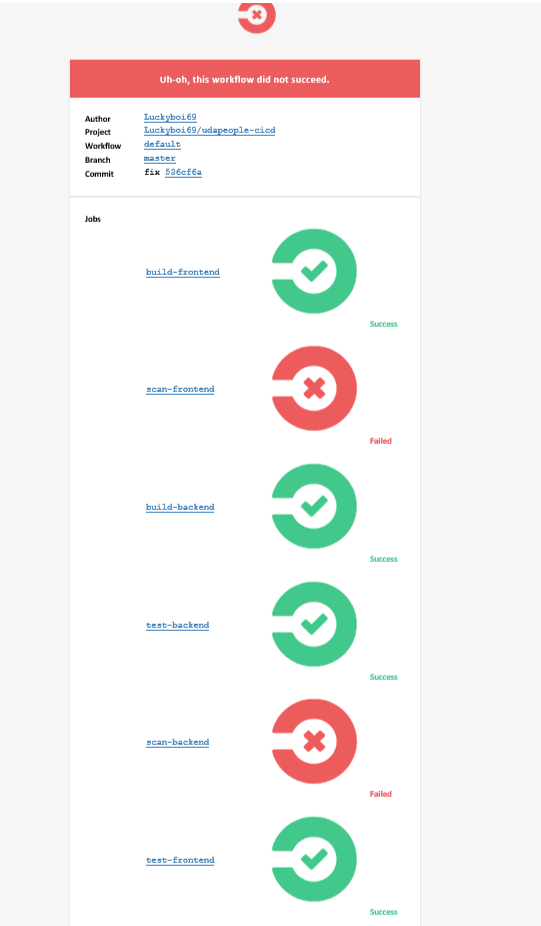 Uh-oh, this workflow did not succeed.
Author Luckyboi69
Project Luckyboi69/udapeople-cicd
Workflow default
Branch master
Commit fix 536cf6a
Jobs
build-frontend
Success
scan-frontend
Failed
build-backend
Success
test-backend
Success
scan-backend
Failed
test-frontend
Success